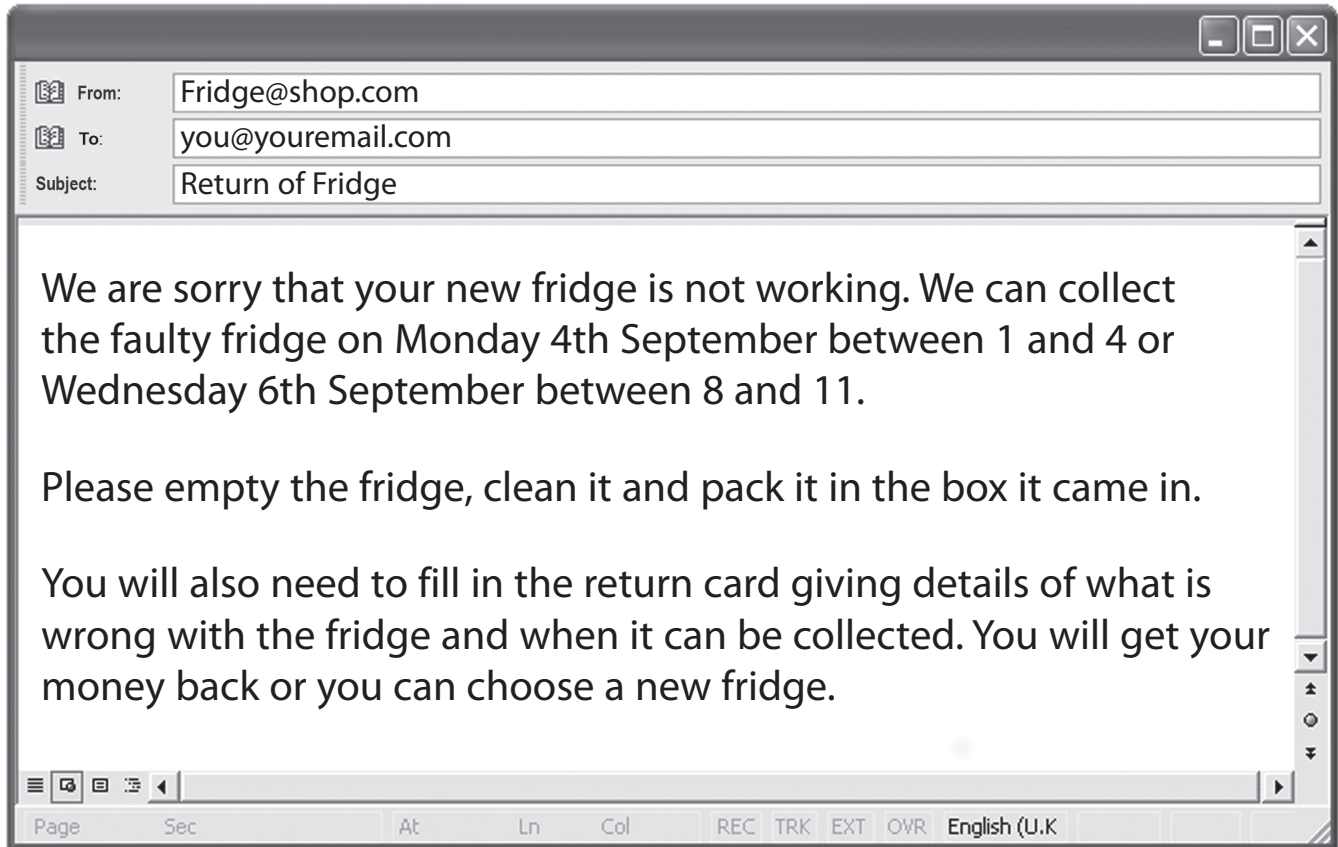 From: Fridge@shop.com
To: you@youremail.com
Subject: Return of Fridge
We are sorry that your new fridge is not working. We can collect
the faulty fridge on Monday 4th September between 1 and 4 or
Wednesday 6th September between 8 and 11.
Please empty the fridge, clean it and pack it in the box it came in.
You will also need to fill in the return card giving details of what is
wrong with the fridge and when it can be collected. You will get your
money back or you can choose a new fridge.
Page Sec At Ln Col REC TRK EXT OVR English (U.K